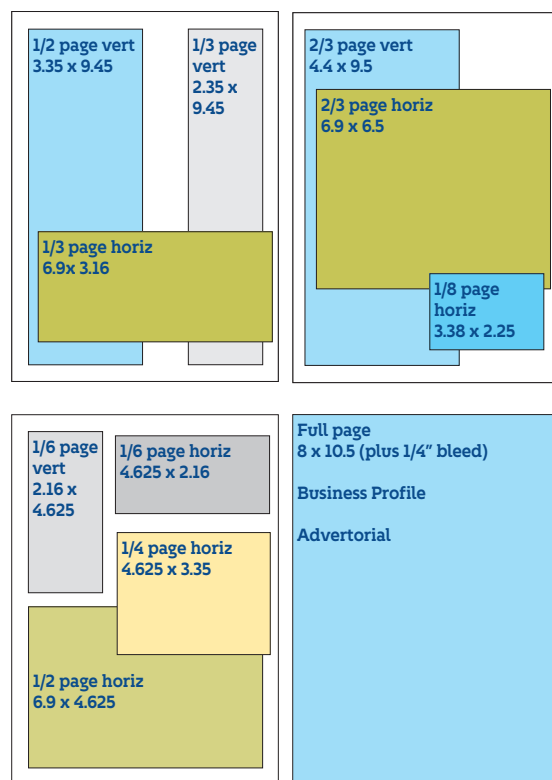 1/2 page vert
3.35 x 9.45
1/3 page
vert
2.35 x
9.45
1/3 page horiz
6.9x 3.16
2/3 page vert
4.4 x 9.5
2/3 page horiz
6.9 x 6.5
1/8 page
horiz
3.38 x 2.25
1/6 page
vert
2.16 x
4.625
1/6 page horiz
4.625 x 2.16
1/4 page horiz
4.625 x 3.35
1/2 page horiz
6.9 x 4.625
Full page
8 x 10.5 (plus 1/4” bleed)
Business Profile
Advertorial